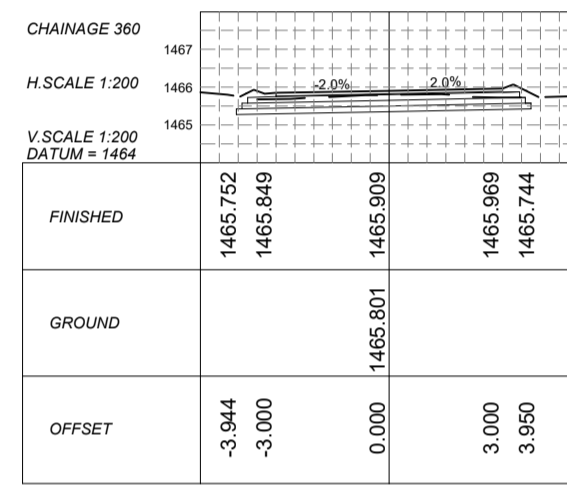 CHAINAGE 360
1467
H.SCALE 1:200
1466
-2.0% 2.0%
1465
V.SCALE 1:200
DATUM = 1464
FINISHED 1465.752 1465.849 1465.909 1465.969 1465.744
GROUND 1465.801
OFFSET -3.944 -3.000 0.000 3.000 3.950